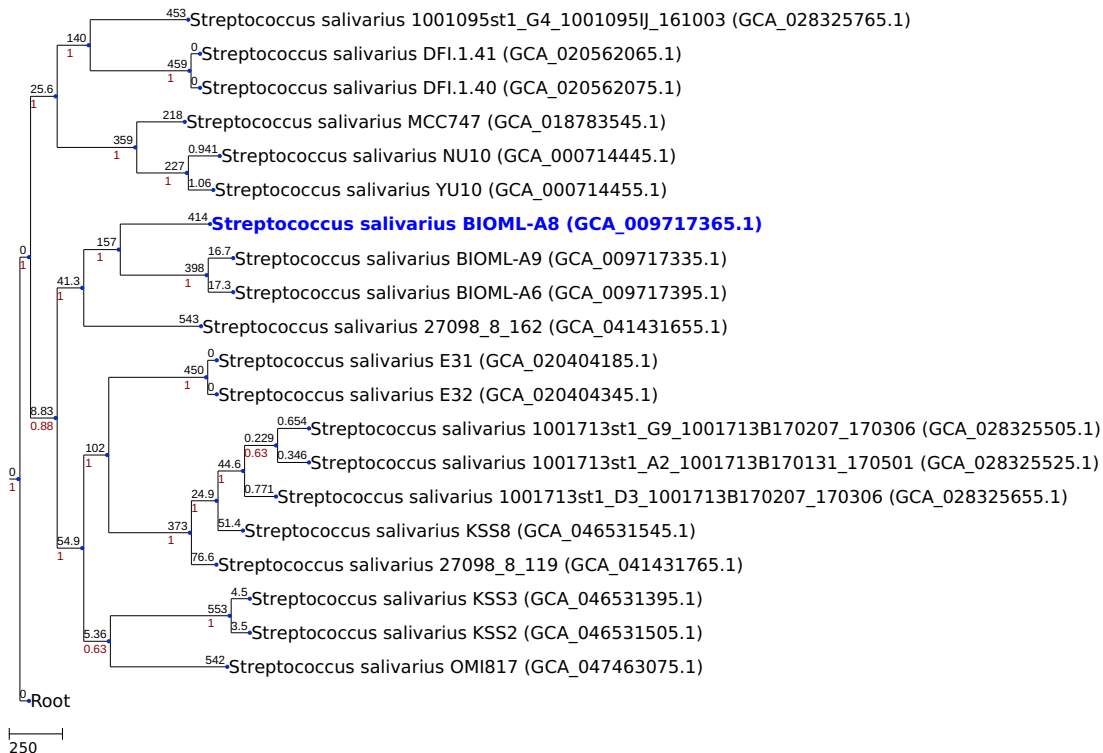 453 Streptococcus salivarius 1001095st1_G4_1001095IJ_161003 (GCA_028325765.1)
140
1
0 Streptococcus salivarius DFI.1.41 (GCA_020562065.1)
459
1
0 Streptococcus salivarius DFI.1.40 (GCA_020562075.1)
25.6
1
218 Streptococcus salivarius MCC747 (GCA_018783545.1)
359
1
0.941 Streptococcus salivarius NU10 (GCA_000714445.1)
227
1
1.06 Streptococcus salivarius YU10 (GCA_000714455.1)
414 Streptococcus salivarius BIOML-A8 (GCA_009717365.1)
0
1
157
1
16.7 Streptococcus salivarius BIOML-A9 (GCA_009717335.1)
398
1
17.3 Streptococcus salivarius BIOML-A6 (GCA_009717395.1)
41.3
1
543 Streptococcus salivarius 27098_8_162 (GCA_041431655.1)
0 Streptococcus salivarius E31 (GCA_020404185.1)
450
1
0 Streptococcus salivarius E32 (GCA_020404345.1)
8.83
0.88
0.654 Streptococcus salivarius 1001713st1_G9_1001713B170207_170306 (GCA_028325505.1)
0.229
0.63
102
1
0.346 Streptococcus salivarius 1001713st1_A2_1001713B170131_170501 (GCA_028325525.1)
44.6
1
0
1
0.771 Streptococcus salivarius 1001713st1_D3_1001713B170207_170306 (GCA_028325655.1)
24.9
1
51.4 Streptococcus salivarius KSS8 (GCA_046531545.1)
373
1
54.9
1
76.6 Streptococcus salivarius 27098_8_119 (GCA_041431765.1)
4.5 Streptococcus salivarius KSS3 (GCA_046531395.1)
553
1
3.5 Streptococcus salivarius KSS2 (GCA_046531505.1)
5.36
0.63
542 Streptococcus salivarius OMI817 (GCA_047463075.1)
0 Root
250